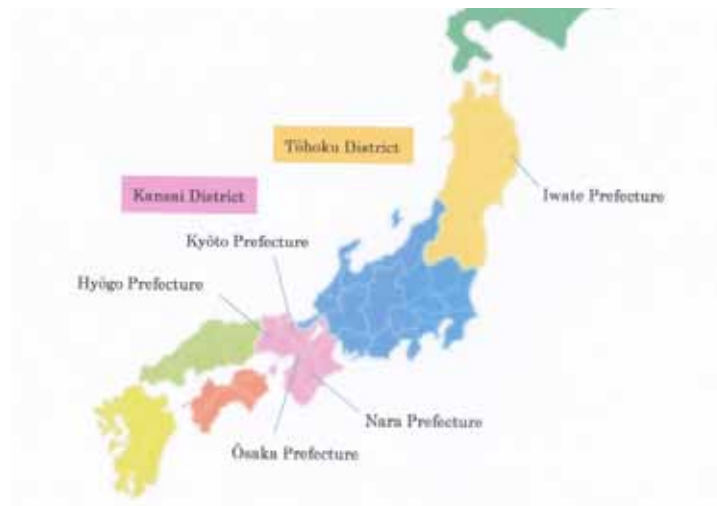 Tōhoku District
Iwate Prefecture
Kansai District
Kyōto Prefecture
Hyōgo Prefecture
Nara Prefecture
Ōsaka Prefecture